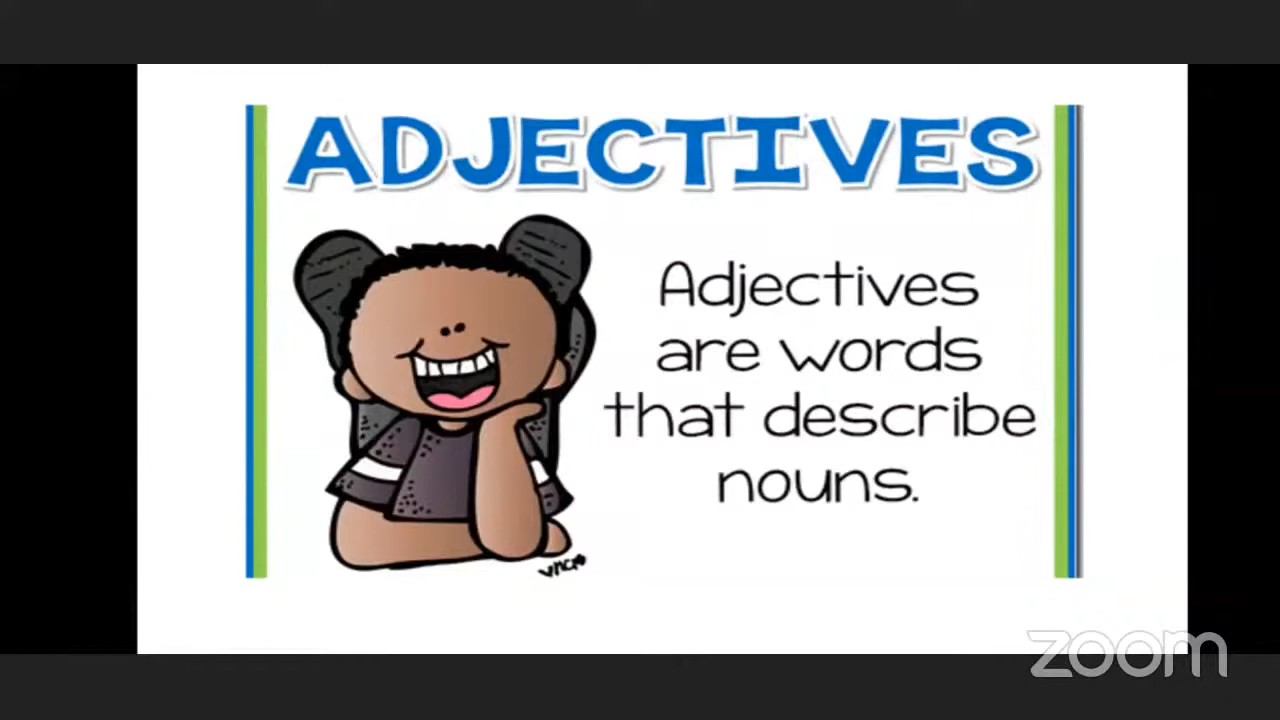 ADJECTIVES
Adjectives
are words
that describe
nouns.
zoom